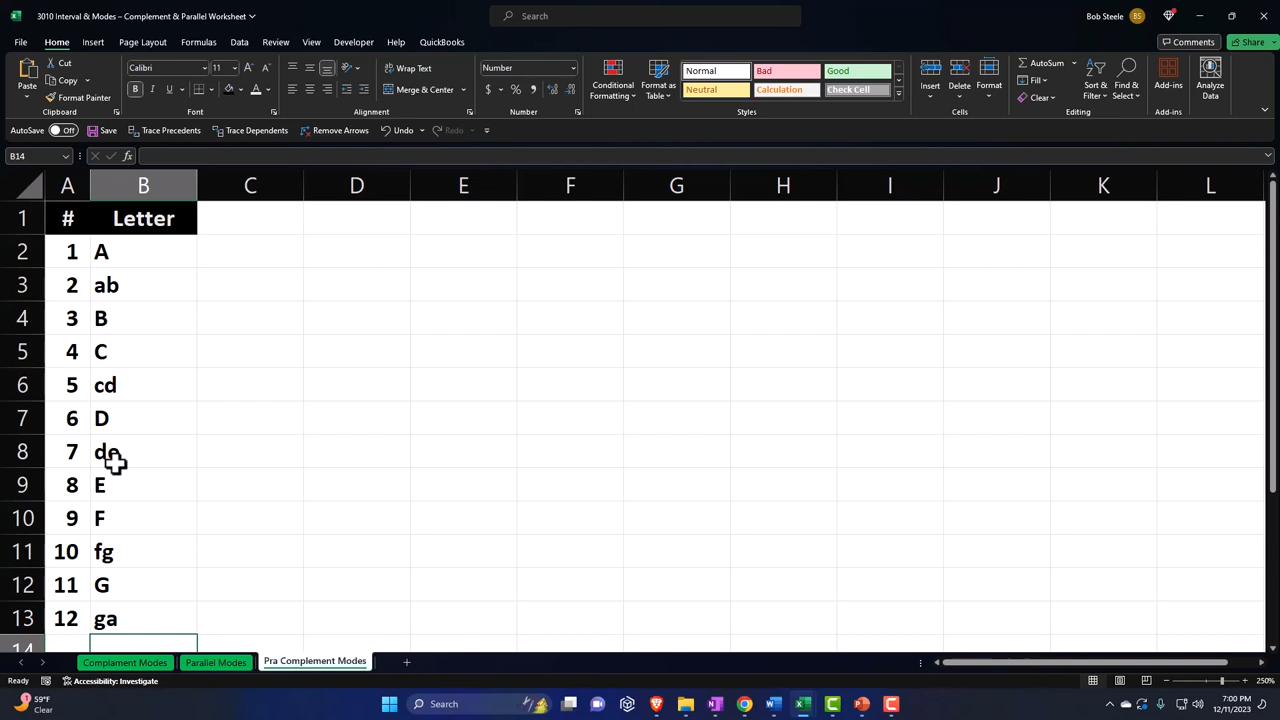 3010 Interval & Modes – Complement & Parallel Worksheet
Search
Bob Steele BS
File Home Insert Page Layout Formulas Data Review View Developer Help QuickBooks
Comments Share
Paste
Cut
Copy
Format Painter
Clipboard
Calibri 11
Font
Wrap Text
Merge & Center
Alignment
Number
Number
Conditional Formatting
Format as Table
Normal Bad Good
Neutral Calculation Check Cell
Styles
Insert Delete Format
Cells
AutoSum
Fill
Clear
Sort & Filter
Find & Select
Editing
Add-ins
Add-ins
Analyze Data
AutoSave Off Save Trace Precedents Trace Dependents Remove Arrows Undo Redo
B14 fx
A B C D E F G H I J K L
1 # Letter
2 1 A
3 2 ab
4 3 B
5 4 C
6 5 cd
7 6 D
8 7 de
9 8 E
10 9 F
11 10 fg
12 11 G
13 12 ga
14
Complament Modes Parallel Modes Pra Complement Modes
Ready Accessibility: Investigate 250%
1 59°F
Clear
Search
7:00 PM
12/11/2023